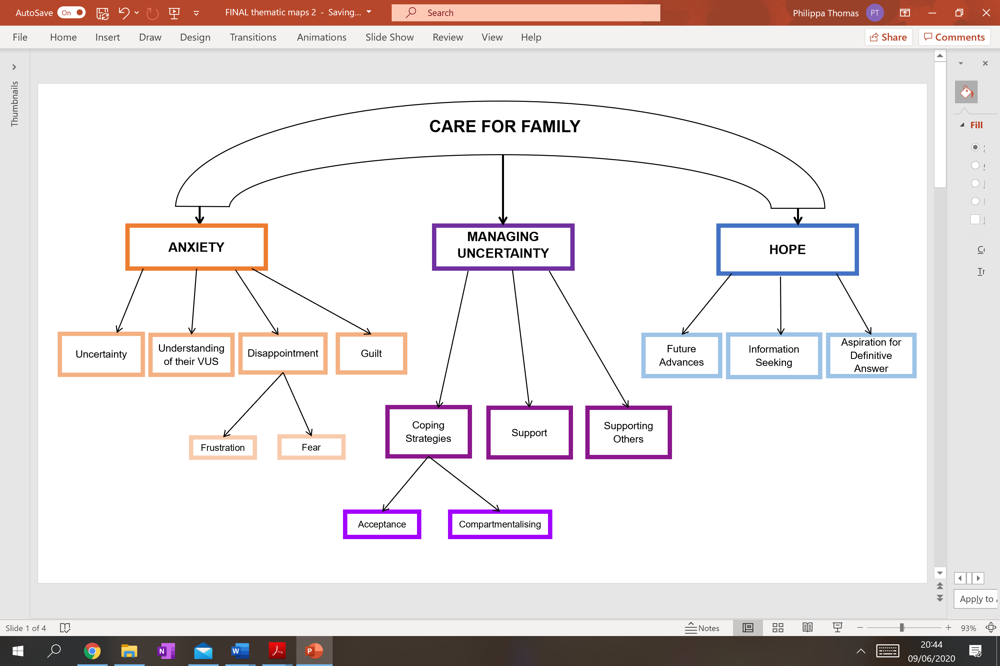 AutoSave On
FINAL thematic maps 2 - Saving...
Search
Philippa Thomas PT
File Home Insert Draw Design Transitions Animations Slide Show Review View Help
Share Comments
Thumbnails
Fill
CARE FOR FAMILY
ANXIETY
MANAGING
UNCERTAINTY
HOPE
Uncertainty
Understanding
of their VUS
Disappointment
Guilt
Future
Advances
Information
Seeking
Aspiration for
Definitive
Answer
Frustration
Fear
Coping
Strategies
Support
Supporting
Others
Acceptance
Compartmentalising
Apply to
Slide 1 of 4
Notes
93%
N
W
P
20:44
09/06/2020